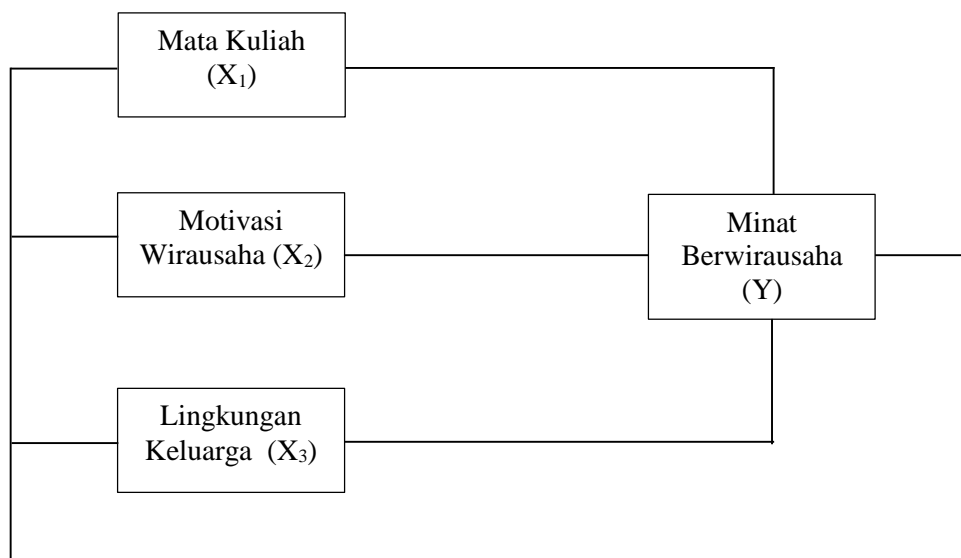 Mata Kuliah
(X₁)
Motivasi
Wirausaha (X₂)
Minat
Berwirausaha
(Y)
Lingkungan
Keluarga (X₃)